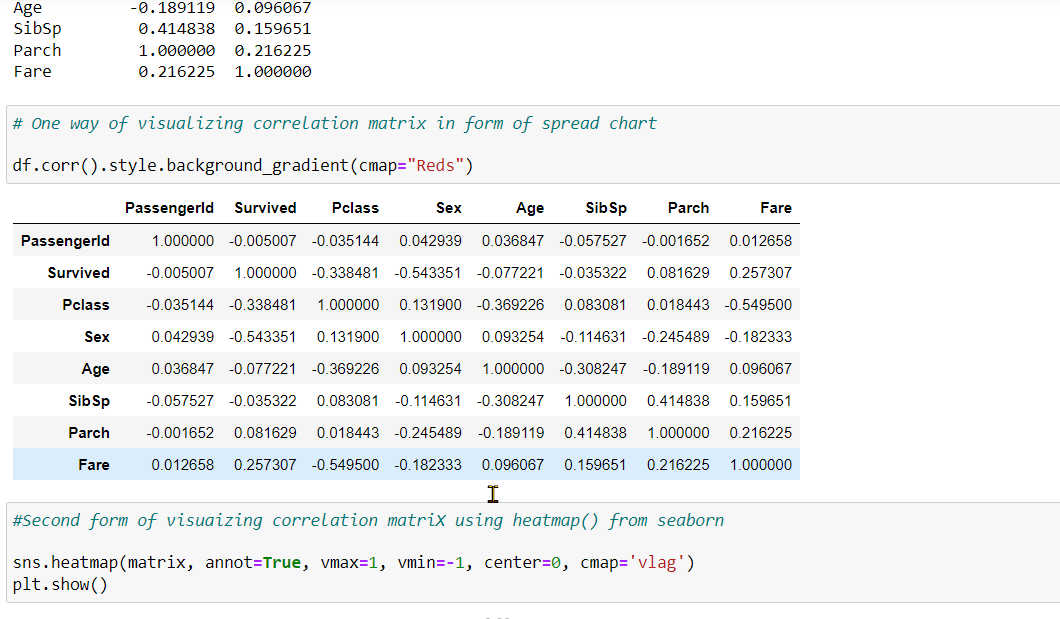 Age -0.189119 0.096067
SibSp 0.414838 0.159651
Parch 1.000000 0.216225
Fare 0.216225 1.000000
# One way of visualizing correlation matrix in form of spread chart
df.corr().style.background_gradient(cmap="Reds")
PassengerId Survived Pclass Sex Age SibSp Parch Fare
PassengerId 1.000000 -0.005007 -0.035144 0.042939 0.036847 -0.057527 -0.001652 0.012658
Survived -0.005007 1.000000 -0.338481 -0.543351 -0.077221 -0.035322 0.081629 0.257307
Pclass -0.035144 -0.338481 1.000000 0.131900 -0.369226 0.083081 0.018443 -0.549500
Sex 0.042939 -0.543351 0.131900 1.000000 0.093254 -0.114631 -0.245489 -0.182333
Age 0.036847 -0.077221 -0.369226 0.093254 1.000000 -0.308247 -0.189119 0.096067
SibSp -0.057527 -0.035322 0.083081 -0.114631 -0.308247 1.000000 0.414838 0.159651
Parch -0.001652 0.081629 0.018443 -0.245489 -0.189119 0.414838 1.000000 0.216225
Fare 0.012658 0.257307 -0.549500 -0.182333 0.096067 0.159651 0.216225 1.000000
#Second form of visuaizing correlation matriX using heatmap() from seaborn
sns.heatmap(matrix, annot=True, vmax=1, vmin=-1, center=0, cmap='vlag')
plt.show()